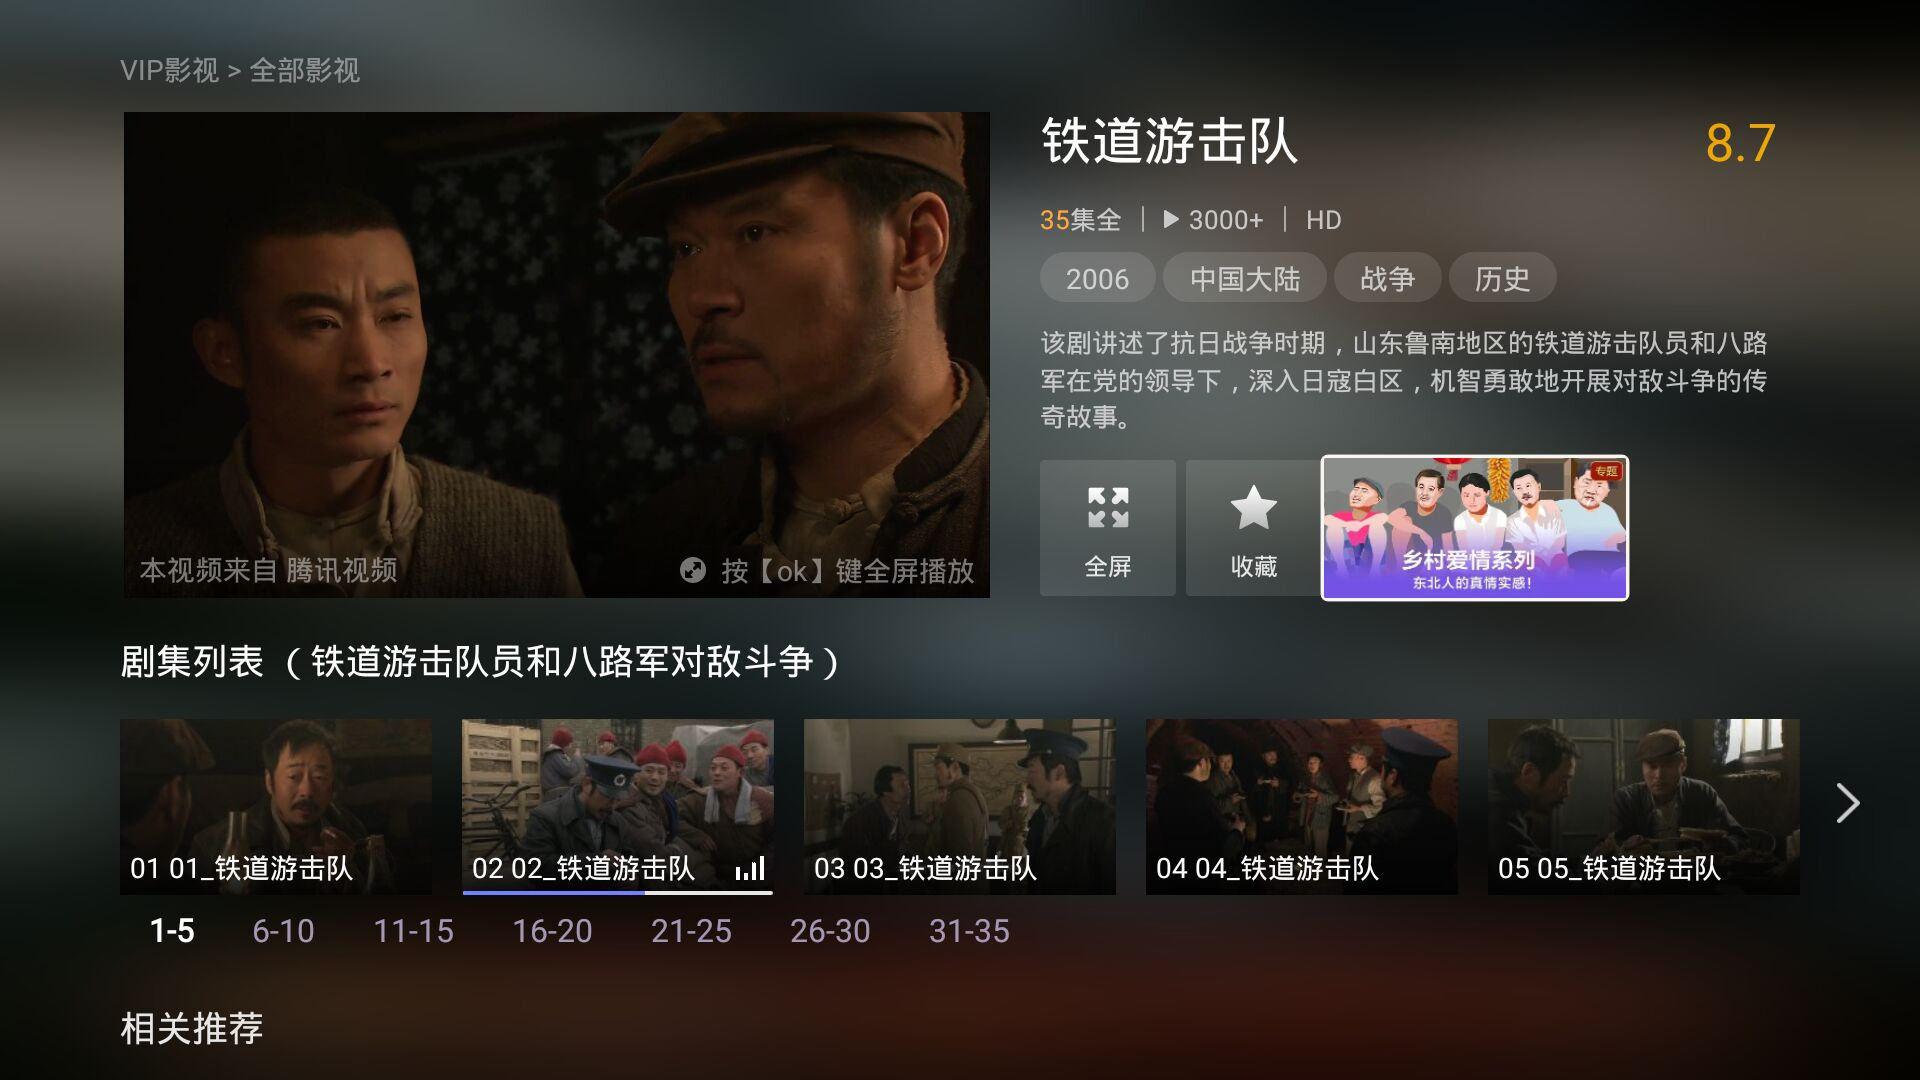 VIP影视 > 全部影视
本视频来自 腾讯视频
按【ok】键全屏播放
铁道游击队
8.7
35集全 | 3000+ | HD
2006 中国大陆 战争 历史
该剧讲述了抗日战争时期，山东鲁南地区的铁道游击队员和八路
军在党的领导下，深入日寇白区，机智勇敢地开展对敌斗争的传
奇故事。
全屏
收藏
专题
乡村爱情系列
东北人的真情实感!
剧集列表 （铁道游击队员和八路军对敌斗争）
01 01_铁道游击队
02 02_铁道游击队
03 03_铁道游击队
04 04_铁道游击队
05 05_铁道游击队
1-5 6-10 11-15 16-20 21-25 26-30 31-35
相关推荐